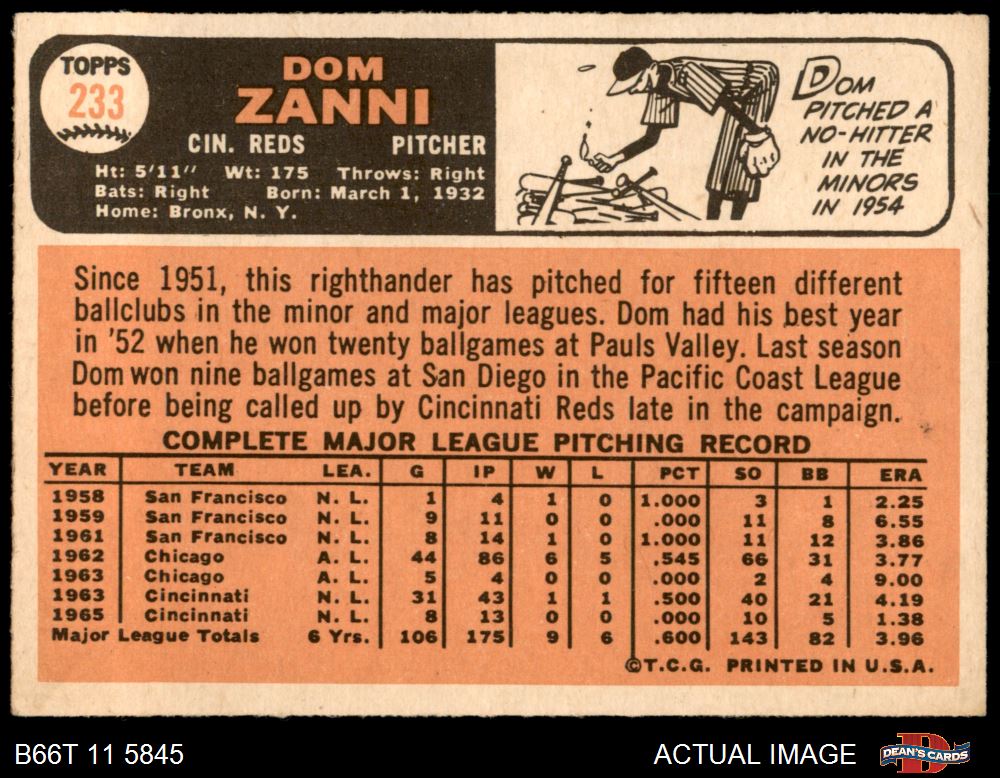 TOPPS
233
DOM
ZANNI
CIN. REDS PITCHER
Ht: 5'11" Wt: 175 Throws: Right
Bats: Right Born: March 1, 1932
Home: Bronx, N. Y.
DOM
PITCHED A
NO-HITTER
IN THE
MINORS
IN 1954
Since 1951, this righthander has pitched for fifteen different
ballclubs in the minor and major leagues. Dom had his best year
in '52 when he won twenty ballgames at Pauls Valley. Last season
Dom won nine ballgames at San Diego in the Pacific Coast League
before being called up by Cincinnati Reds late in the campaign.
COMPLETE MAJOR LEAGUE PITCHING RECORD
YEAR TEAM LEA. G IP W L PCT SO BB ERA
1958 San Francisco N. L. 1 4 1 0 1.000 3 1 2.25
1959 San Francisco N. L. 9 11 0 0 .000 11 8 6.55
1961 San Francisco N. L. 8 14 1 0 1.000 11 12 3.86
1962 Chicago A. L. 44 86 6 5 .545 66 31 3.77
1963 Chicago A. L. 5 4 0 0 .000 2 4 9.00
1963 Cincinnati N. L. 31 43 1 1 .500 40 21 4.19
1965 Cincinnati N. L. 8 13 0 0 .000 10 5 1.38
Major League Totals 6 Yrs. 106 175 9 6 .600 143 82 3.96
©T.C.G. PRINTED IN U.S.A.
B66T 11 5845 ACTUAL IMAGE DEAN'S CARDS